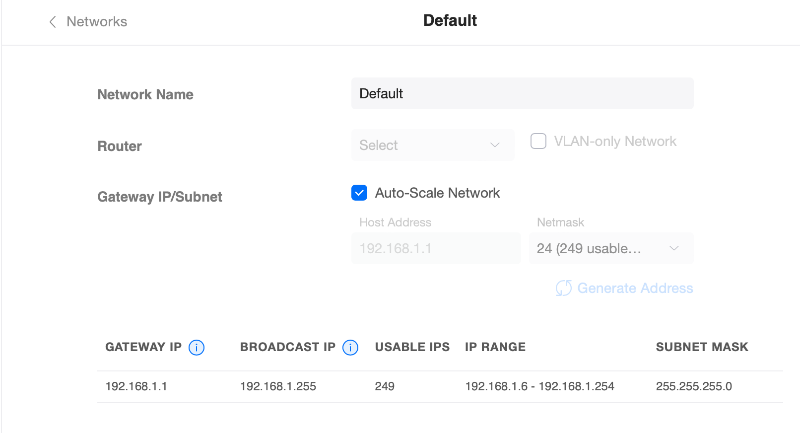 Networks
Default
Network Name
Default
Router
Select
VLAN-only Network
Gateway IP/Subnet
Auto-Scale Network
Host Address
Netmask
192.168.1.1
24 (249 usable...
Generate Address
GATEWAY IP BROADCAST IP USABLE IPS IP RANGE SUBNET MASK
192.168.1.1 192.168.1.255 249 192.168.1.6 - 192.168.1.254 255.255.255.0